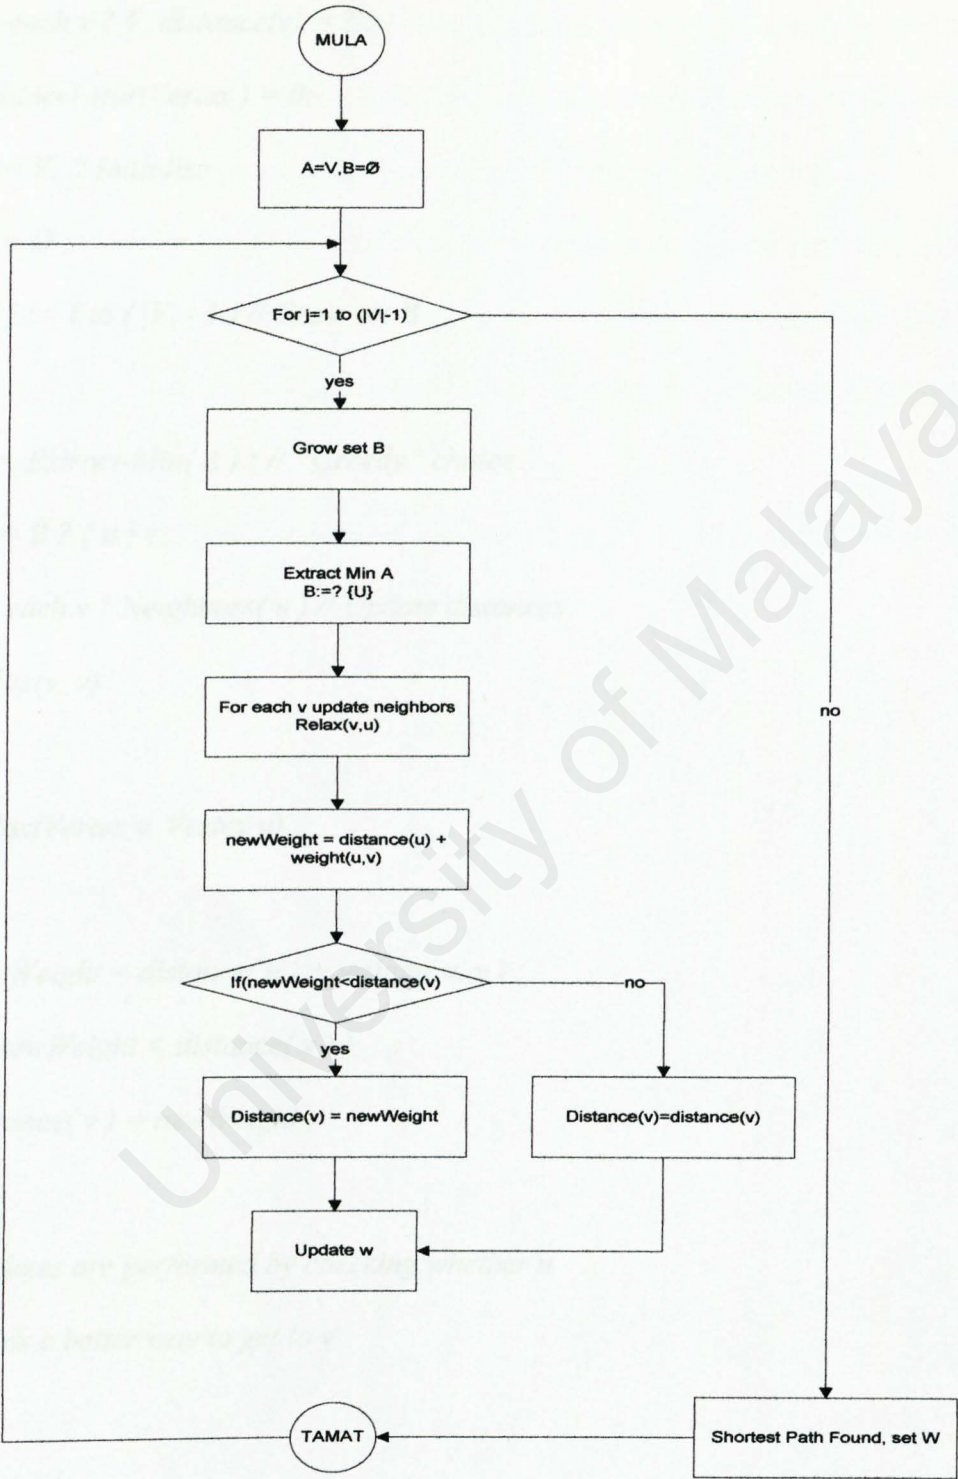 MULA
A=V,B=Ø
For j=1 to (|V|-1)
yes
no
Grow set B
Extract Min A
B:=? {U}
For each v update neighbors
Relax(v,u)
newWeight = distance(u) +
weight(u,v)
If(newWeight<distance(v)
no
yes
Distance(v) = newWeight
Distance(v)=distance(v)
Update w
Shortest Path Found, set W
TAMAT
University of Malaya